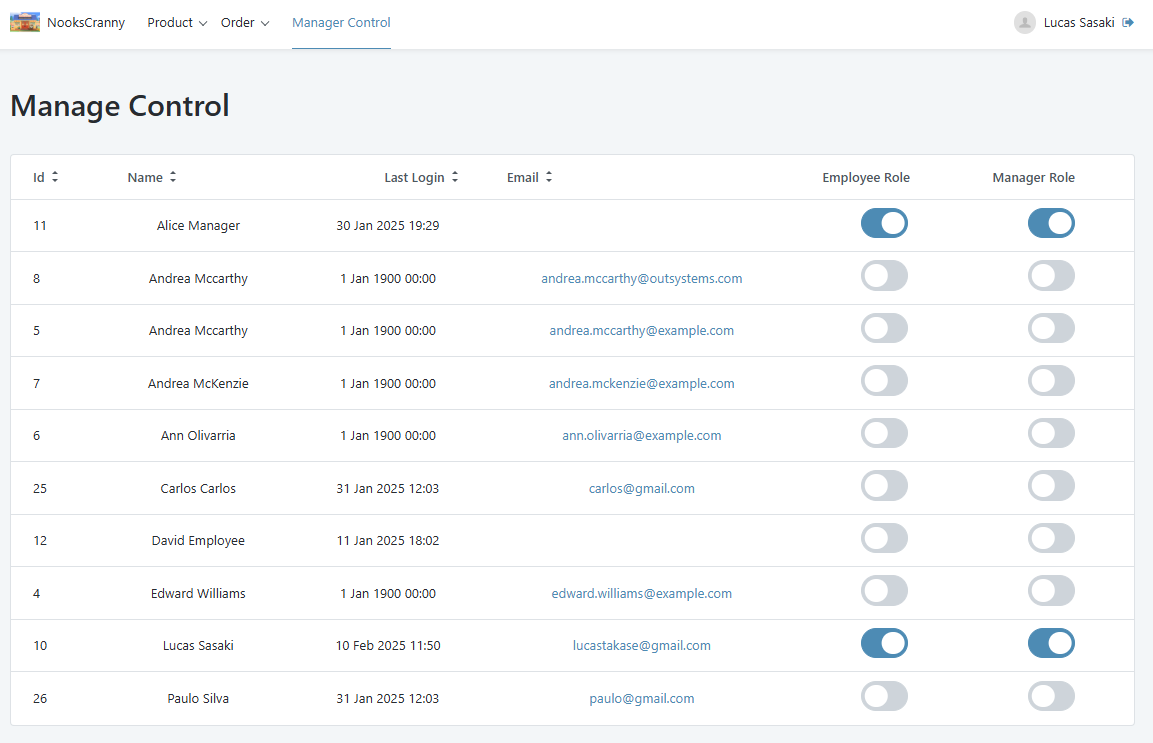 NooksCranny Product Order Manager Control Lucas Sasaki
Manage Control
Id Name Last Login Email Employee Role Manager Role
11 Alice Manager 30 Jan 2025 19:29
8 Andrea Mccarthy 1 Jan 1900 00:00 andrea.mccarthy@outsystems.com
5 Andrea Mccarthy 1 Jan 1900 00:00 andrea.mccarthy@example.com
7 Andrea McKenzie 1 Jan 1900 00:00 andrea.mckenzie@example.com
6 Ann Olivarria 1 Jan 1900 00:00 ann.olivarria@example.com
25 Carlos Carlos 31 Jan 2025 12:03 carlos@gmail.com
12 David Employee 11 Jan 2025 18:02
4 Edward Williams 1 Jan 1900 00:00 edward.williams@example.com
10 Lucas Sasaki 10 Feb 2025 11:50 lucastakase@gmail.com
26 Paulo Silva 31 Jan 2025 12:03 paulo@gmail.com